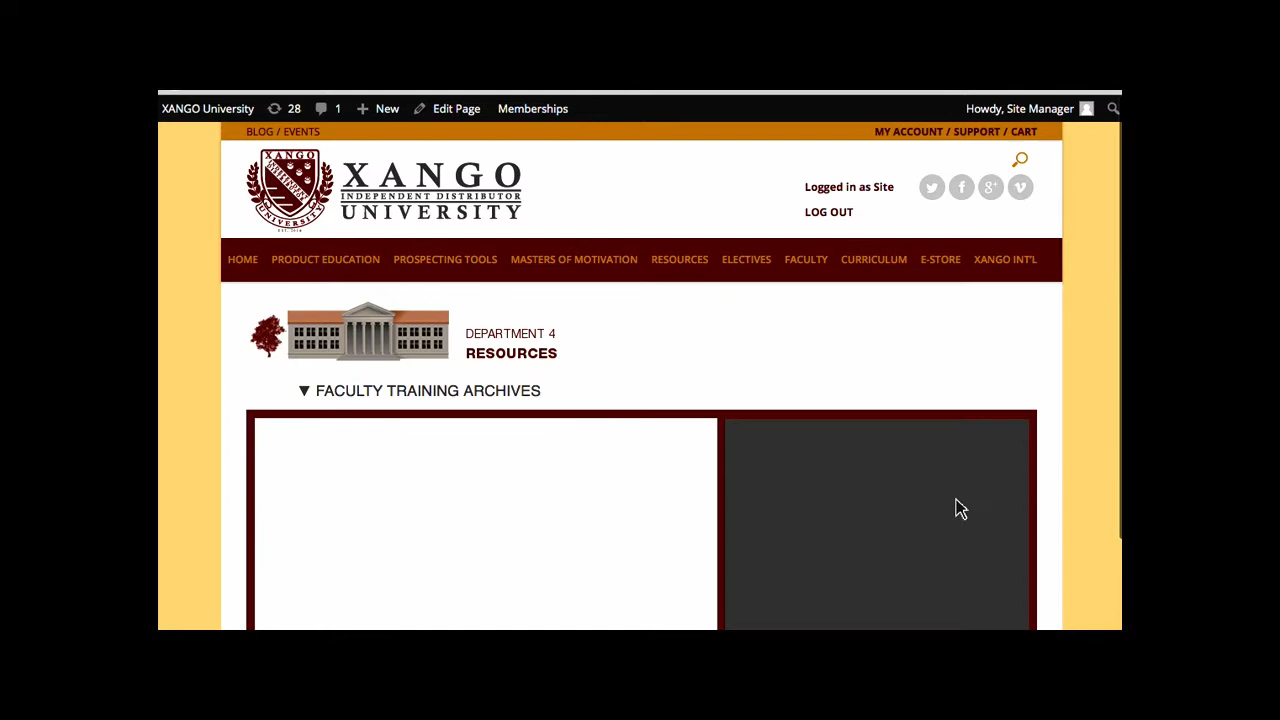 XANGO University 28 1 New Edit Page Memberships Howdy, Site Manager
BLOG / EVENTS MY ACCOUNT / SUPPORT / CART
XANGO
UNIVERSITY
XANGO
INDEPENDENT DISTRIBUTOR
UNIVERSITY
Logged in as Site
LOG OUT
HOME PRODUCT EDUCATION PROSPECTING TOOLS MASTERS OF MOTIVATION RESOURCES ELECTIVES FACULTY CURRICULUM E-STORE XANGO INT'L
DEPARTMENT 4
RESOURCES
▼ FACULTY TRAINING ARCHIVES